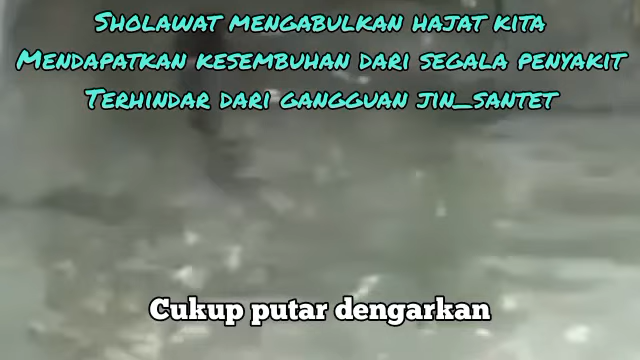 Sholawat mengabulkan hajat kita
Mendapatkan kesembuhan dari segala penyakit
Terhindar dari gangguan jin_santet
Cukup putar dengarkan